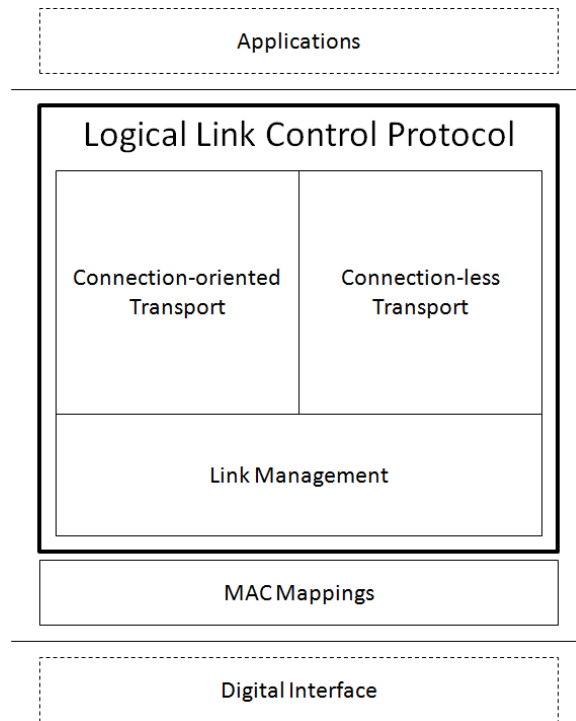 Applications
Logical Link Control Protocol
Connection-oriented
Transport
Connection-less
Transport
Link Management
MAC Mappings
Digital Interface